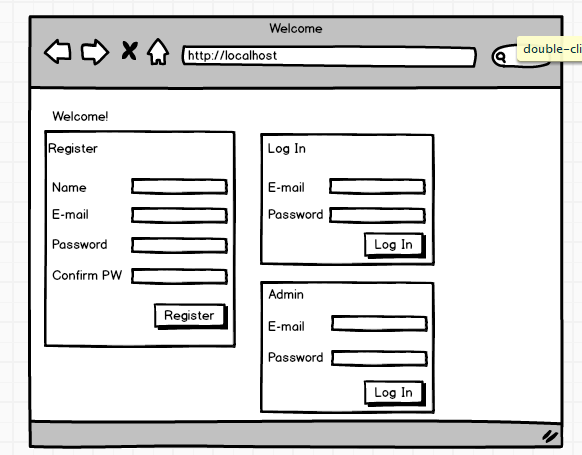 Welcome
http://localhost
double-cli
Welcome!
Register
Name
E-mail
Password
Confirm PW
Register
Log In
E-mail
Password
Log In
Admin
E-mail
Password
Log In